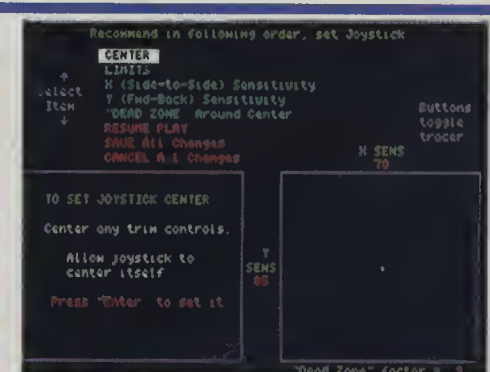 Recommend in following order, set Joystick
CENTER
LIMITS
X (Side-to-Side) Sensitivity
Y (Fwd-Back) Sensitivity
"DEAD ZONE" Around Center
RESUME PLAY
SAVE All Changes
CANCEL All Changes
Select
Item
Buttons
toggle
tracer
X SENS
70
TO SET JOYSTICK CENTER
Center any trim controls.
Allow joystick to
center itself
Press "Enter" to set it
Y
SENS
85
"Dead Zone" factor = 9